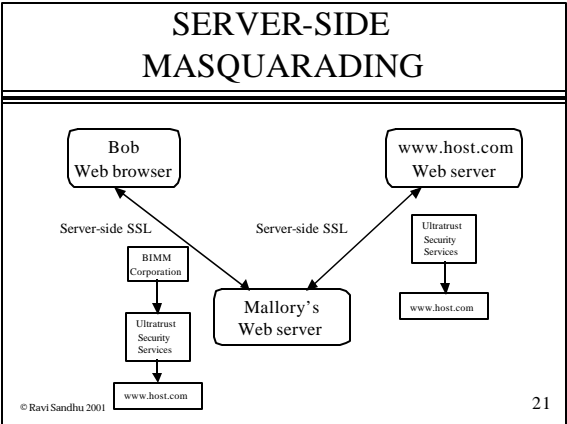 SERVER-SIDE
MASQUARADING
Bob
Web browser
www.host.com
Web server
Server-side SSL
Server-side SSL
Ultratrust
Security
Services
BIMM
Corporation
Mallory's
Web server
www.host.com
Ultratrust
Security
Services
www.host.com
© Ravi Sandhu 2001
21